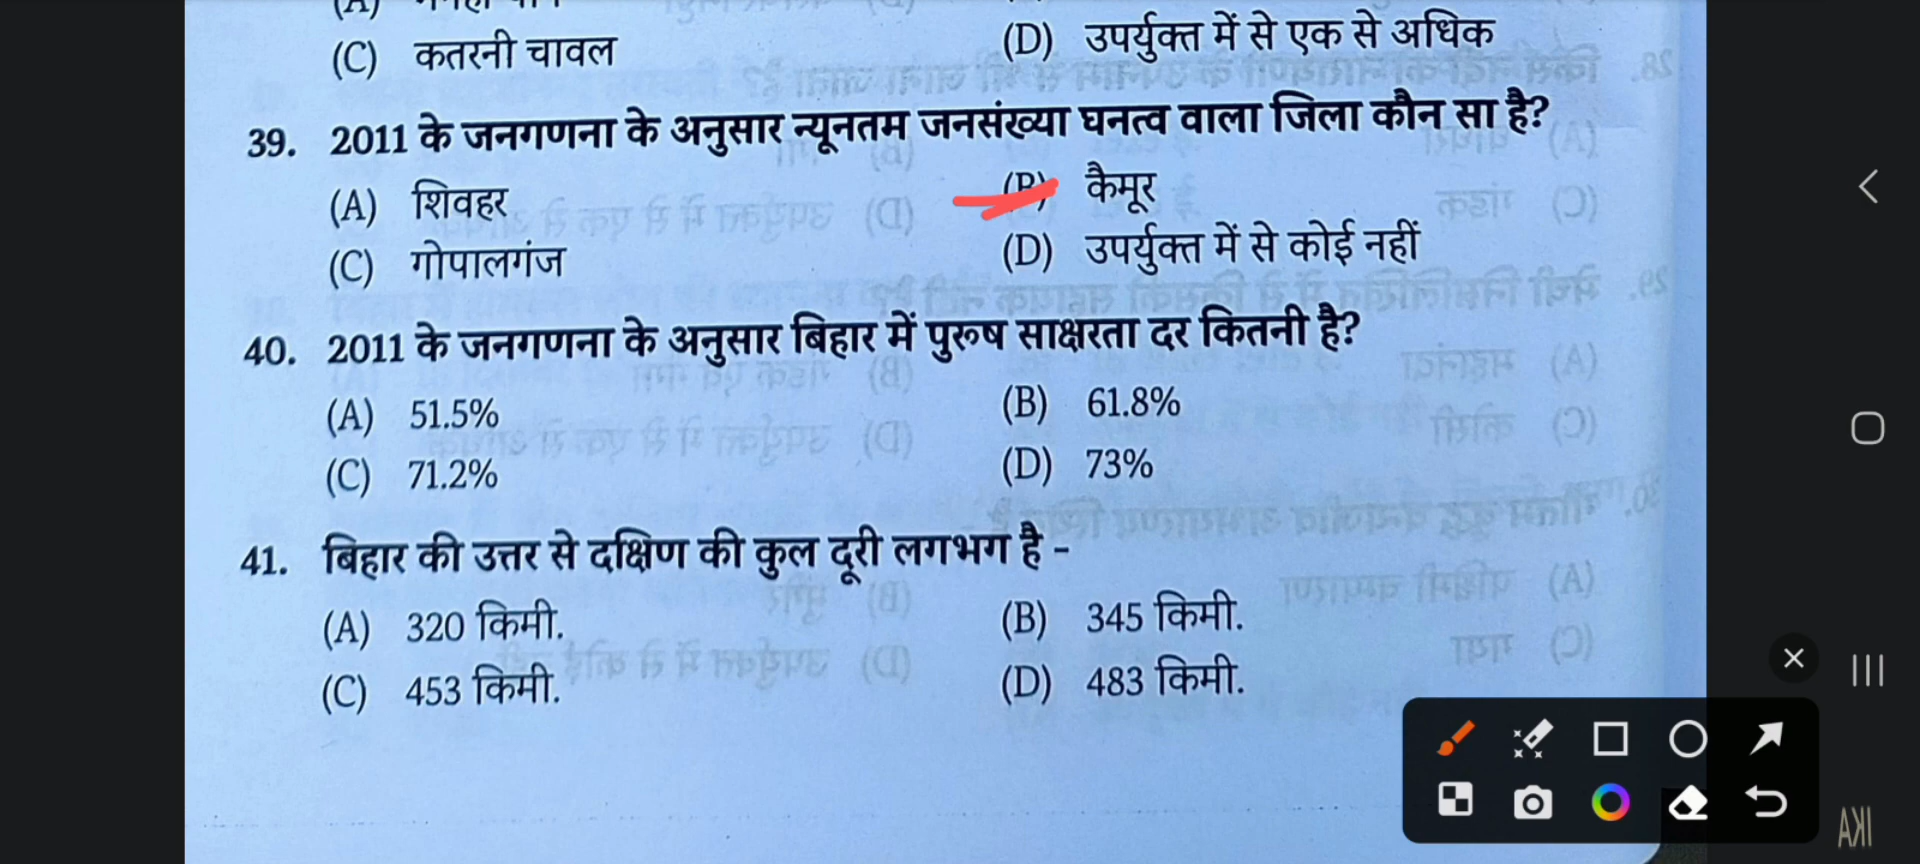 (C) कतरनी चावल (D) उपर्युक्त में से एक से अधिक
39. 2011 के जनगणना के अनुसार न्यूनतम जनसंख्या घनत्व वाला जिला कौन सा है?
(A) शिवहर (B) कैमूर
(C) गोपालगंज (D) उपर्युक्त में से कोई नहीं
40. 2011 के जनगणना के अनुसार बिहार में पुरुष साक्षरता दर कितनी है?
(A) 51.5% (B) 61.8%
(C) 71.2% (D) 73%
41. बिहार की उत्तर से दक्षिण की कुल दूरी लगभग है -
(A) 320 किमी. (B) 345 किमी.
(C) 453 किमी. (D) 483 किमी.